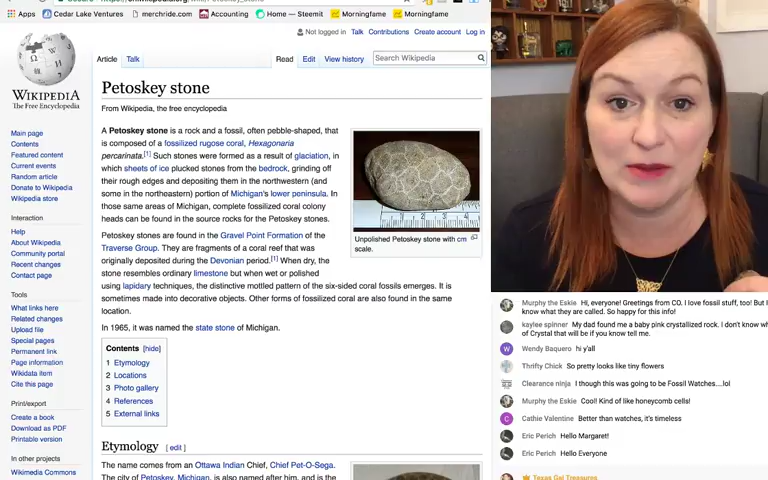 Apps Cedar Lake Ventures merchride.com Accounting Home — Steemit Morningfame Morningfame
Not logged in Talk Contributions Create account Log in
Article Talk Read Edit View history Search Wikipedia
WIKIPEDIA
The Free Encyclopedia
Main page
Contents
Featured content
Current events
Random article
Donate to Wikipedia
Wikipedia store
Interaction
Help
About Wikipedia
Community portal
Recent changes
Contact page
Tools
What links here
Related changes
Upload file
Special pages
Permanent link
Page information
Wikidata item
Cite this page
Print/export
Create a book
Download as PDF
Printable version
In other projects
Wikimedia Commons
Petoskey stone
From Wikipedia, the free encyclopedia
A Petoskey stone is a rock and a fossil, often pebble-shaped, that
is composed of a fossilized rugose coral, Hexagonaria
percarinata.[1] Such stones were formed as a result of glaciation, in
which sheets of ice plucked stones from the bedrock, grinding off
their rough edges and depositing them in the northwestern (and
some in the northeastern) portion of Michigan's lower peninsula. In
those same areas of Michigan, complete fossilized coral colony
heads can be found in the source rocks for the Petoskey stones.
Petoskey stones are found in the Gravel Point Formation of the
Traverse Group. They are fragments of a coral reef that was
originally deposited during the Devonian period.[1] When dry, the
stone resembles ordinary limestone but when wet or polished
using lapidary techniques, the distinctive mottled pattern of the six-sided coral fossils emerges. It is
sometimes made into decorative objects. Other forms of fossilized coral are also found in the same
location.
In 1965, it was named the state stone of Michigan.
Unpolished Petoskey stone with cm
scale.
Contents [hide]
1 Etymology
2 Locations
3 Photo gallery
4 References
5 External links
Etymology [ edit ]
The name comes from an Ottawa Indian Chief, Chief Pet-O-Sega.
The city of Petoskey, Michigan, is also named after him, and is the
Murphy the Eskie Hi, everyone! Greetings from CO. I love fossil stuff, too! But I
know what they are called. So happy for this info!
kaylee spinner My dad found me a baby pink crystallized rock. I don't know
of Crystal that will be if you know tell me.
Wendy Baquero hi y'all
Thrifty Chick So pretty looks like tiny flowers
Clearance ninja I though this was going to be Fossil Watches....lol
Murphy the Eskie Cool! Kind of like honeycomb cells!
Cathie Valentine Better than watches, it's timeless
Eric Perich Hello Margaret!
Eric Perich Hello Everyone
Texas Gal Treasures